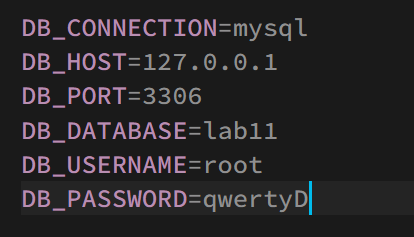 DB_CONNECTION=mysql
DB_HOST=127.0.0.1
DB_PORT=3306
DB_DATABASE=lab11
DB_USERNAME=root
DB_PASSWORD=qwertyD